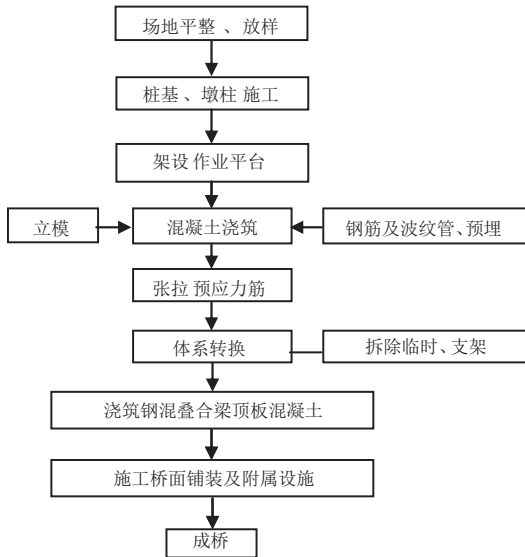 场地平整 、放样
桩基、墩柱 施工
架设 作业平台
立模
混凝土浇筑
钢筋及波纹管、预埋
张拉 预应力筋
体系转换
拆除临时、支架
浇筑钢混叠合梁顶板混凝土
施工桥面铺装及附属设施
成桥